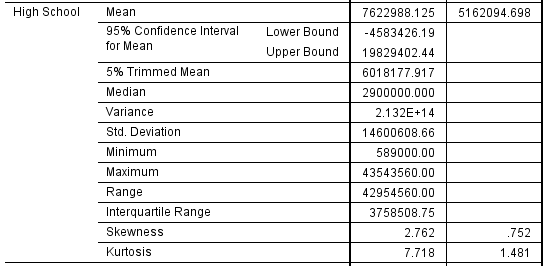 High School Mean 7622988.125 5162094.698
95% Confidence Interval Lower Bound -4583426.19
for Mean Upper Bound 19829402.44
5% Trimmed Mean 6018177.917
Median 2900000.000
Variance 2.132E+14
Std. Deviation 14600608.66
Minimum 589000.00
Maximum 43543560.00
Range 42954560.00
Interquartile Range 3758508.75
Skewness 2.762 .752
Kurtosis 7.718 1.481